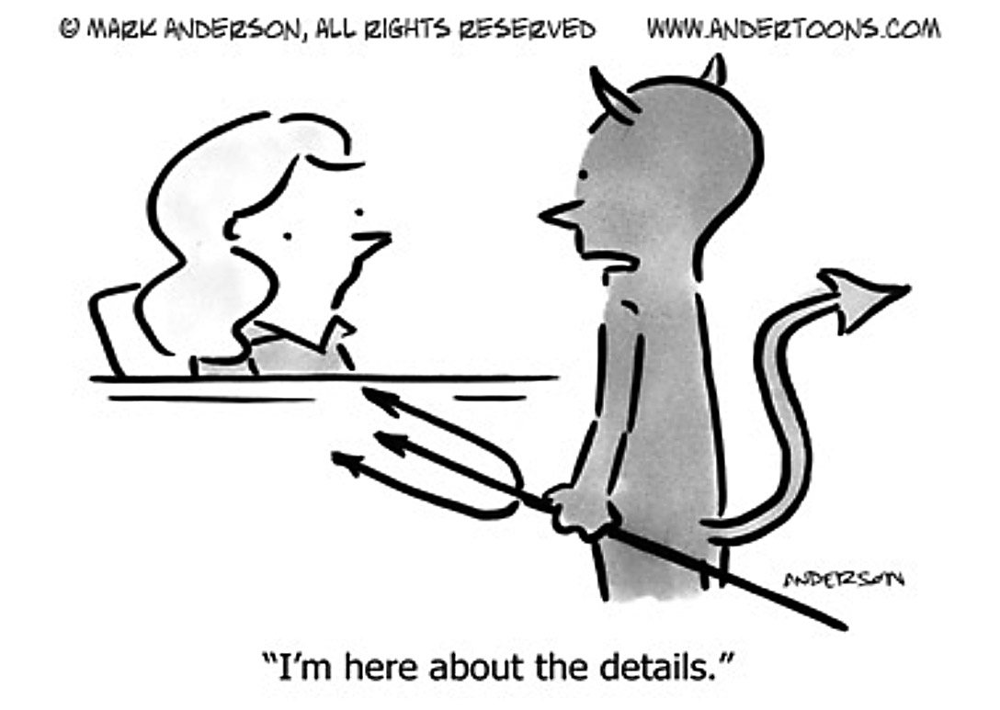 © MARK ANDERSON, ALL RIGHTS RESERVED WWW.ANDERTOONS.COM
ANDERSON
“I’m here about the details.”